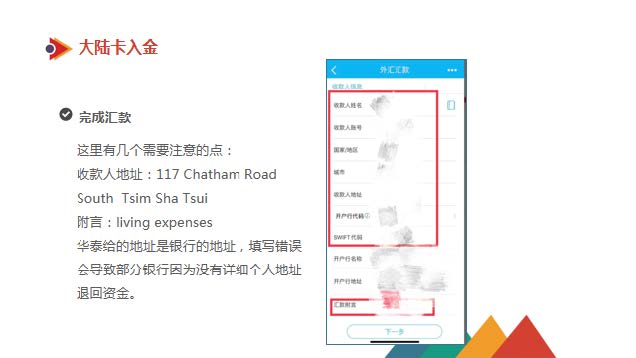 大陆卡入金
完成汇款
这里有几个需要注意的点：
收款人地址：117 Chatham Road
South Tsim Sha Tsui
附言：living expenses
华泰给的地址是银行的地址，填写错误
会导致部分银行因为没有详细个人地址
退回资金。
外汇汇款
收款人信息
收款人姓名
收款人账号
国家/地区
城市
收款人地址
开户行代码
SWIFT代码
开户行名称
开户行地址
汇款附言
下一步